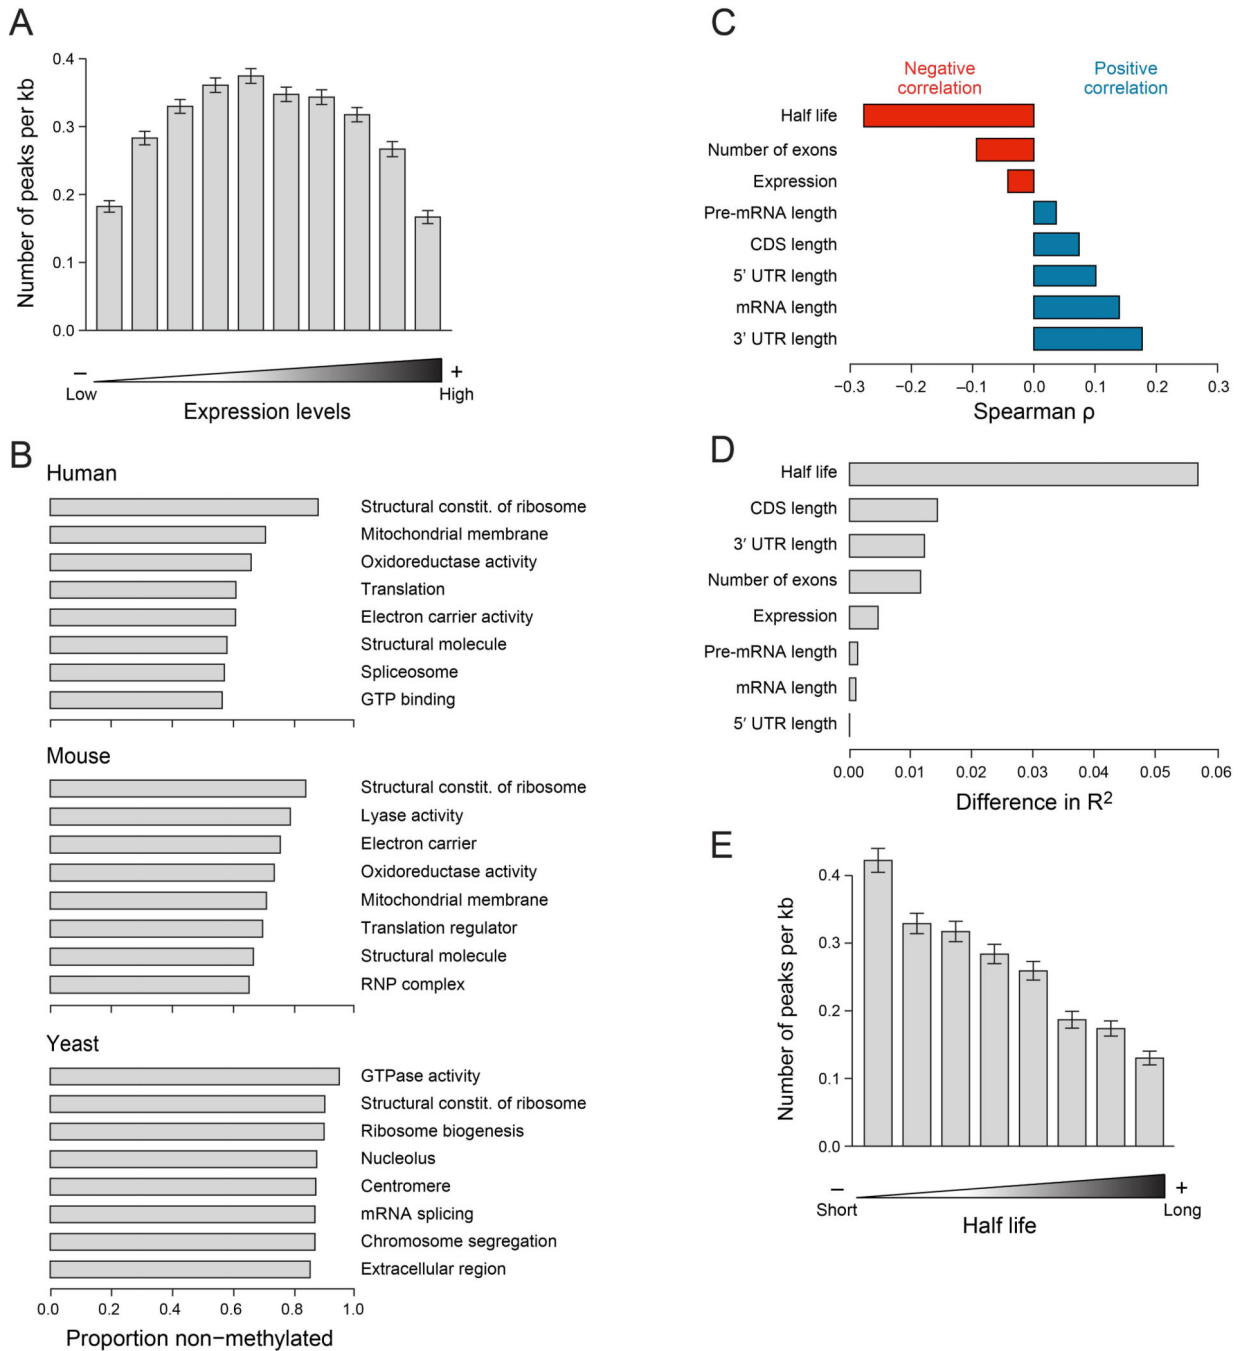 A
Number of peaks per kb
0.4
0.3
0.2
0.1
0.0
−
+
Low
High
Expression levels
B
Human
Structural constit. of ribosome
Mitochondrial membrane
Oxidoreductase activity
Translation
Electron carrier activity
Structural molecule
Spliceosome
GTP binding
Mouse
Structural constit. of ribosome
Lyase activity
Electron carrier
Oxidoreductase activity
Mitochondrial membrane
Translation regulator
Structural molecule
RNP complex
Yeast
GTPase activity
Structural constit. of ribosome
Ribosome biogenesis
Nucleolus
Centromere
mRNA splicing
Chromosome segregation
Extracellular region
0.0 0.2 0.4 0.6 0.8 1.0
Proportion non−methylated
C
Negative
correlation
Positive
correlation
Half life
Number of exons
Expression
Pre-mRNA length
CDS length
5' UTR length
mRNA length
3' UTR length
−0.3 −0.2 −0.1 0.0 0.1 0.2 0.3
Spearman ρ
D
Half life
CDS length
3′ UTR length
Number of exons
Expression
Pre-mRNA length
mRNA length
5′ UTR length
0.00 0.01 0.02 0.03 0.04 0.05 0.06
Difference in R²
E
Number of peaks per kb
0.4
0.3
0.2
0.1
0.0
−
+
Short
Long
Half life